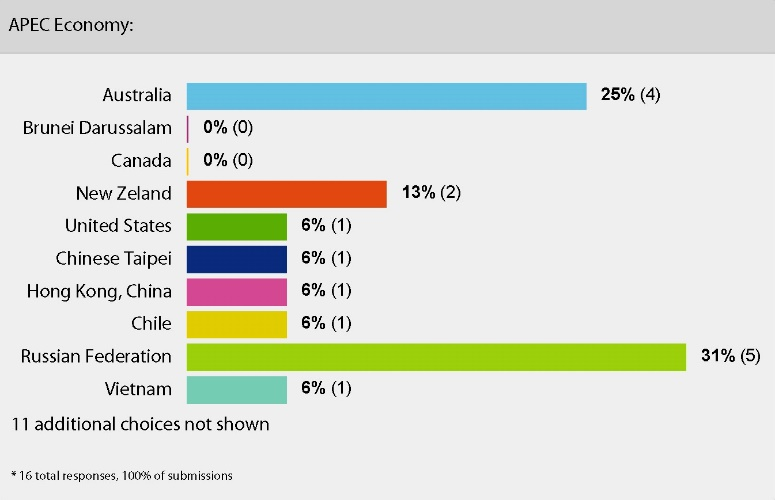 APEC Economy:
Australia 25% (4)
Brunei Darussalam 0% (0)
Canada 0% (0)
New Zeland 13% (2)
United States 6% (1)
Chinese Taipei 6% (1)
Hong Kong, China 6% (1)
Chile 6% (1)
Russian Federation 31% (5)
Vietnam 6% (1)
11 additional choices not shown
* 16 total responses, 100% of submissions